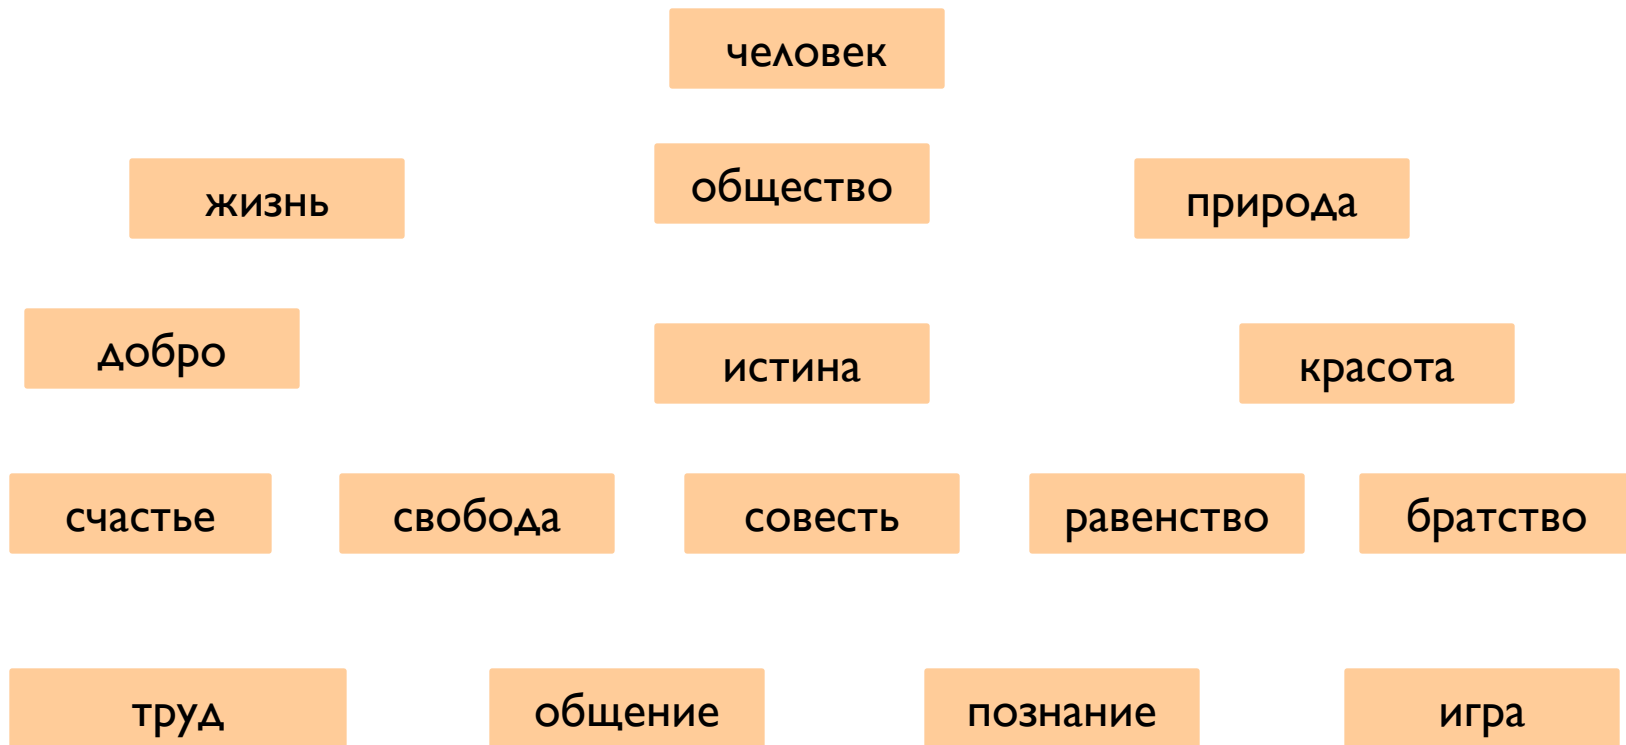 человек
жизнь
общество
природа
добро
истина
красота
счастье
свобода
совесть
равенство
братство
труд
общение
познание
игра